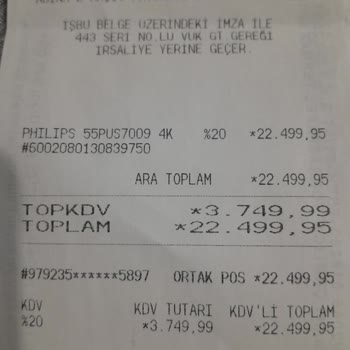 İŞBU BELGE ÜZERİNDEKİ İMZA İLE
443 SERİ NO.LU VUK GT GEREĞİ
İRSALİYE YERİNE GEÇER.
PHILIPS 55PUS7009 4K %20 *22.499,95
#6002080130839750
ARA TOPLAM *22.499,95
TOPKDV *3.749,99
TOPLAM *22.499,95
#979235******5897 ORTAK POS *22.499,95
KDV KDV TUTARI KDV'Lİ TOPLAM
%20 *3.749,99 *22.499,95